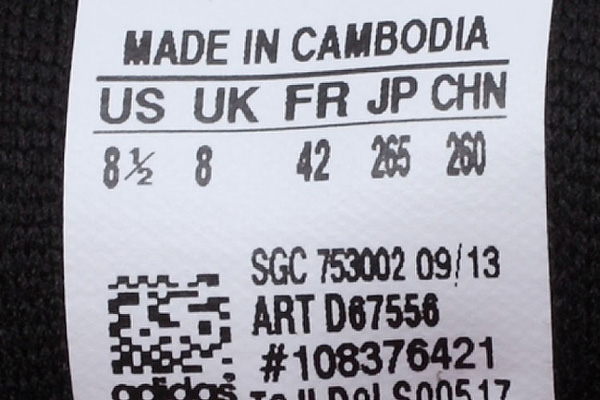 MADE IN CAMBODIA
US UK FR JP CHN
8½ 8 42 265 260
SGC 753002 09/13
ART D67556
#108376421
adidas